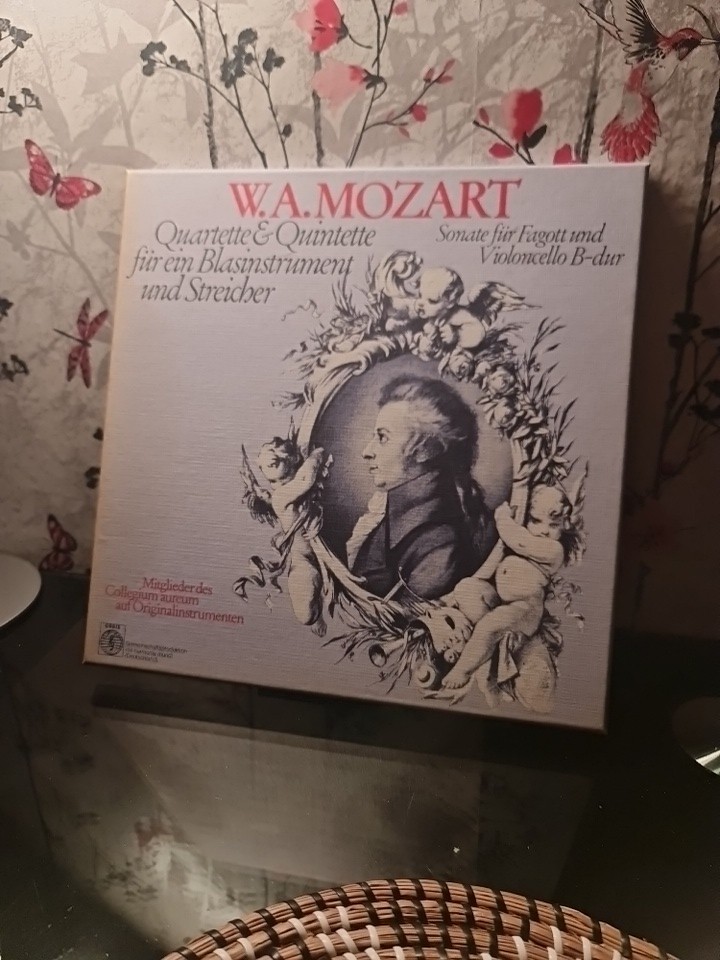 W.A.MOZART
Quartette & Quintette
für ein Blasinstrument
und Streicher
Sonate für Fagott und
Violoncello B-dur
Mitglieder des
Collegium aureum
auf Originalinstrumenten